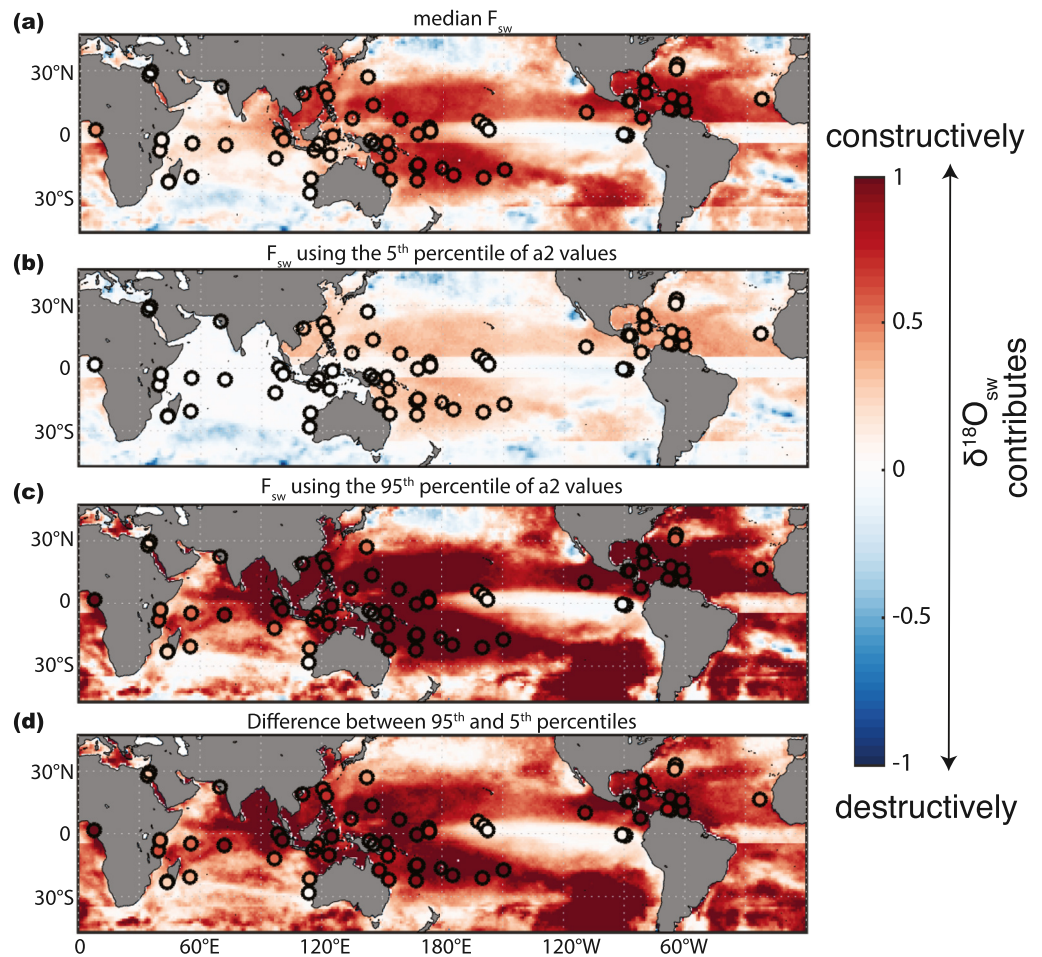 (a)
median F_sw
30°N
0
30°S
(b)
F_sw using the 5th percentile of a2 values
30°N
0
30°S
(c)
F_sw using the 95th percentile of a2 values
30°N
0
30°S
(d)
Difference between 95th and 5th percentiles
30°N
0
30°S
0 60°E 120°E 180°E 120°W 60°W
constructively
1
0.5
0
-0.5
-1
δ18O_sw
contributes
destructively